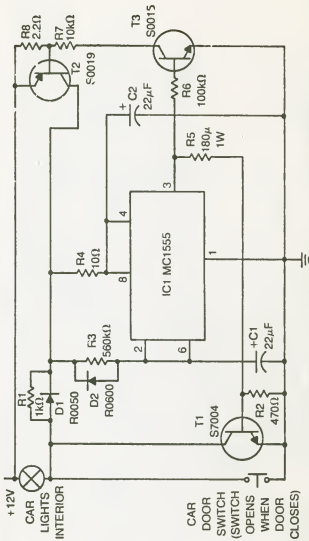 +12V
CAR
LIGHTS
INTERIOR
R1
1kΩ
D1
R0050
D2
R0600
R3
560kΩ
R4
10Ω
R8
2.2Ω
R7
10kΩ
T2
S0019
T3
S0015
R6
100kΩ
+
C2
22μF
R5
180μ
1W
8
4
3
2
6
1
IC1 MC1555
+C1
22μF
T1
S7004
R2
470Ω
CAR
DOOR
SWITCH
(SWITCH
OPENS
WHEN
DOOR
CLOSES)